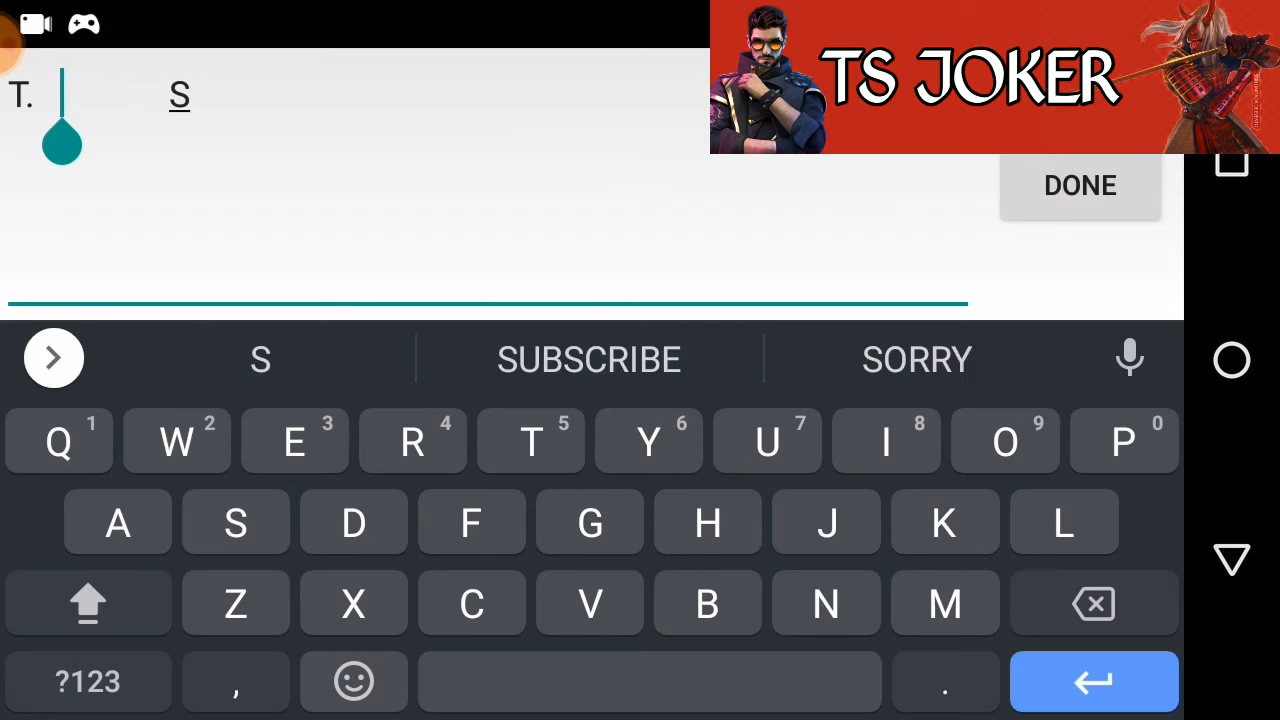 T. S
TS JOKER
DONE
S SUBSCRIBE SORRY
Q 1 W 2 E 3 R 4 T 5 Y 6 U 7 I 8 O 9 P 0
A S D F G H J K L
Z X C V B N M
?123 , .